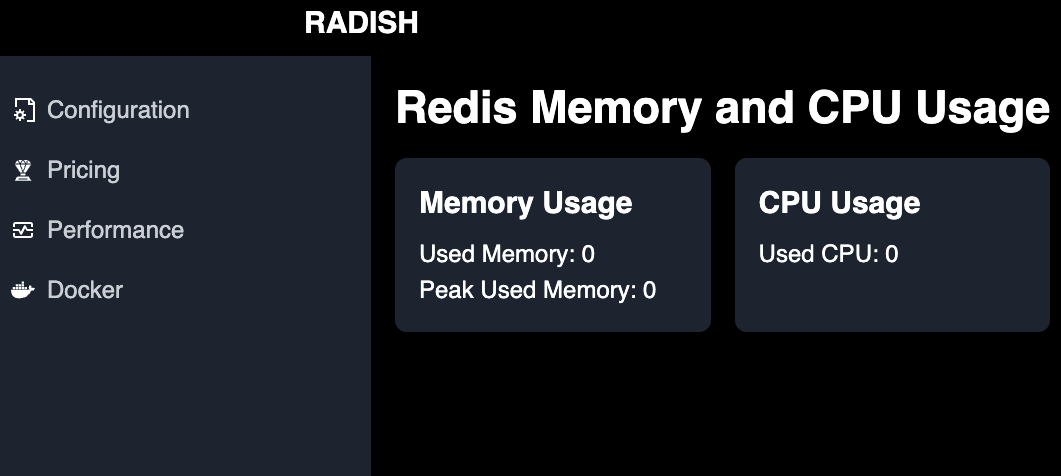 RADISH
Configuration
Pricing
Performance
Docker
Redis Memory and CPU Usage
Memory Usage
Used Memory: 0
Peak Used Memory: 0
CPU Usage
Used CPU: 0